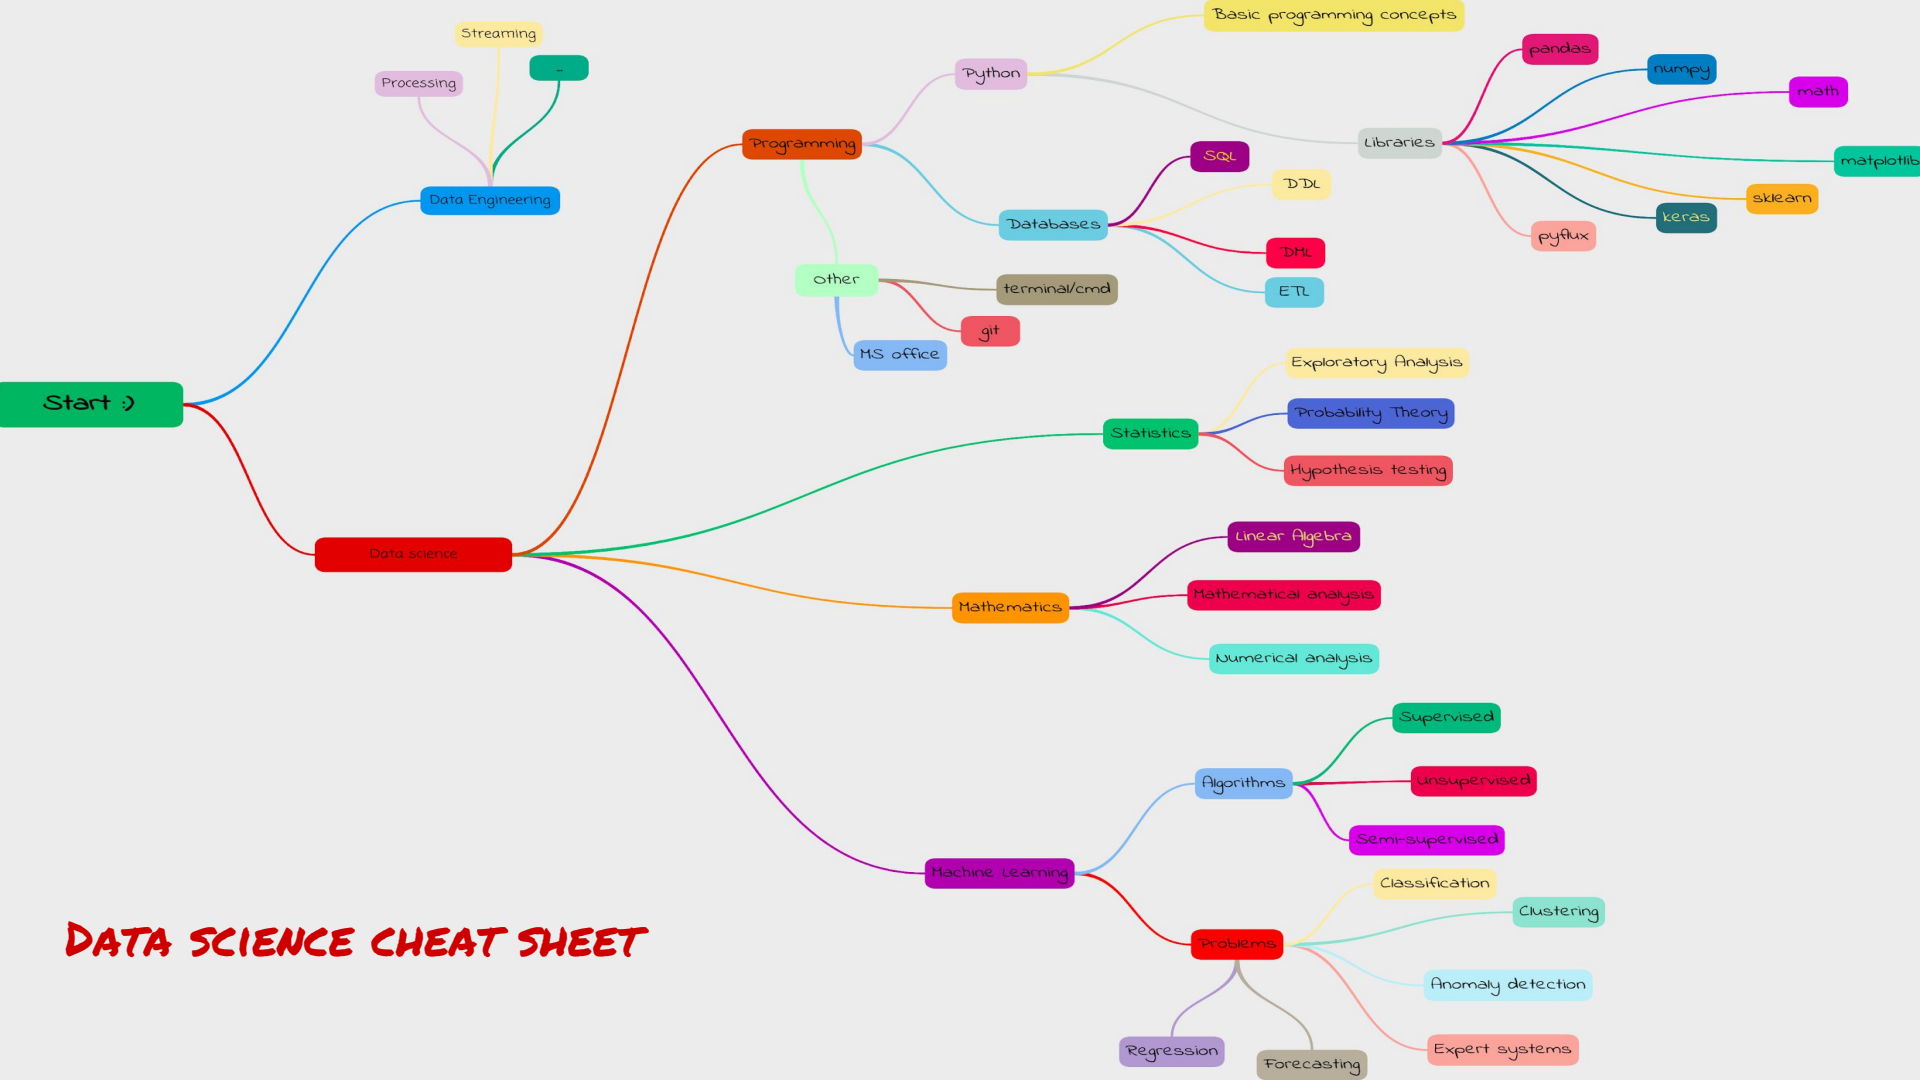 Streaming
...
Processing
Data Engineering
Start :)
Data science
Programming
Python
Basic programming concepts
Libraries
pandas
numpy
math
matplotlib
sklearn
keras
pyflux
Databases
SQL
DDL
DML
ETL
Other
terminal/cmd
git
MS office
Statistics
Exploratory Analysis
Probability Theory
Hypothesis testing
Mathematics
Linear Algebra
Mathematical analysis
Numerical analysis
Machine Learning
Algorithms
Supervised
Unsupervised
Semi-supervised
Problems
Classification
Clustering
Anomaly detection
Expert systems
Forecasting
Regression
DATA SCIENCE CHEAT SHEET